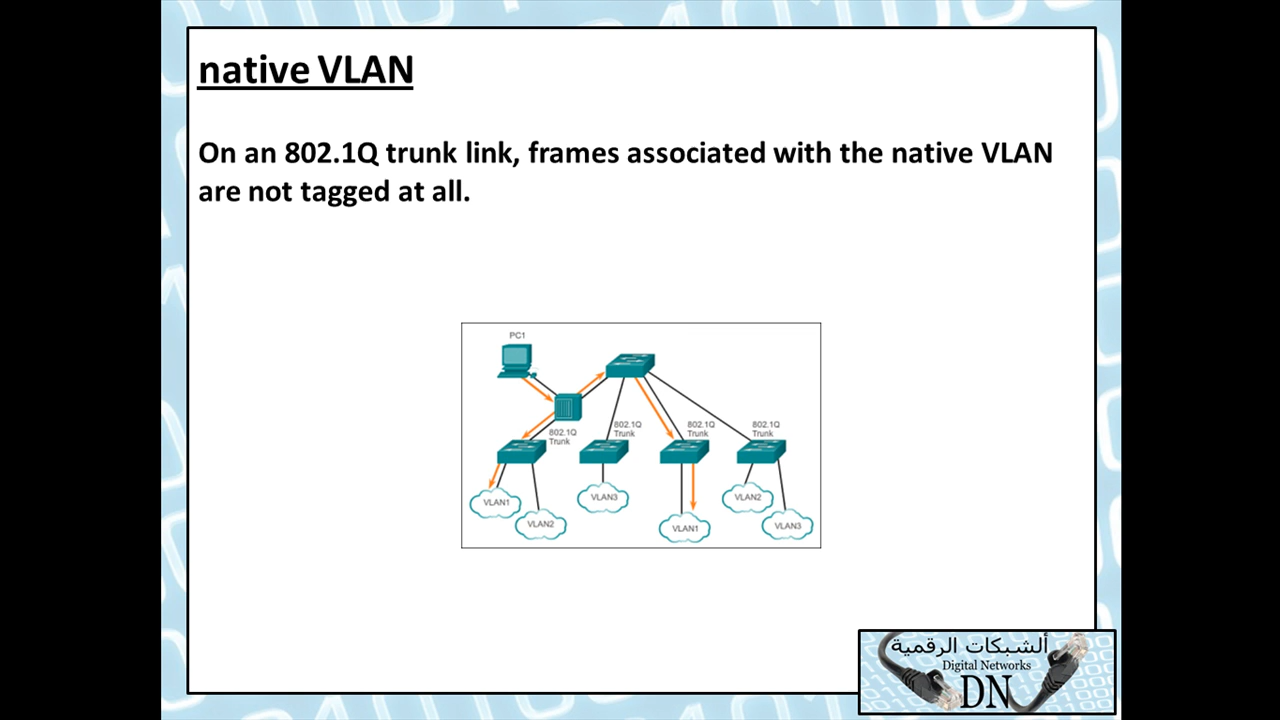 native VLAN
On an 802.1Q trunk link, frames associated with the native VLAN
are not tagged at all.
PC1
802.1Q
Trunk
802.1Q
Trunk
802.1Q
Trunk
802.1Q
Trunk
VLAN1
VLAN2
VLAN3
VLAN1
VLAN2
VLAN3
ألشبكات الرقمية
Digital Networks
DN